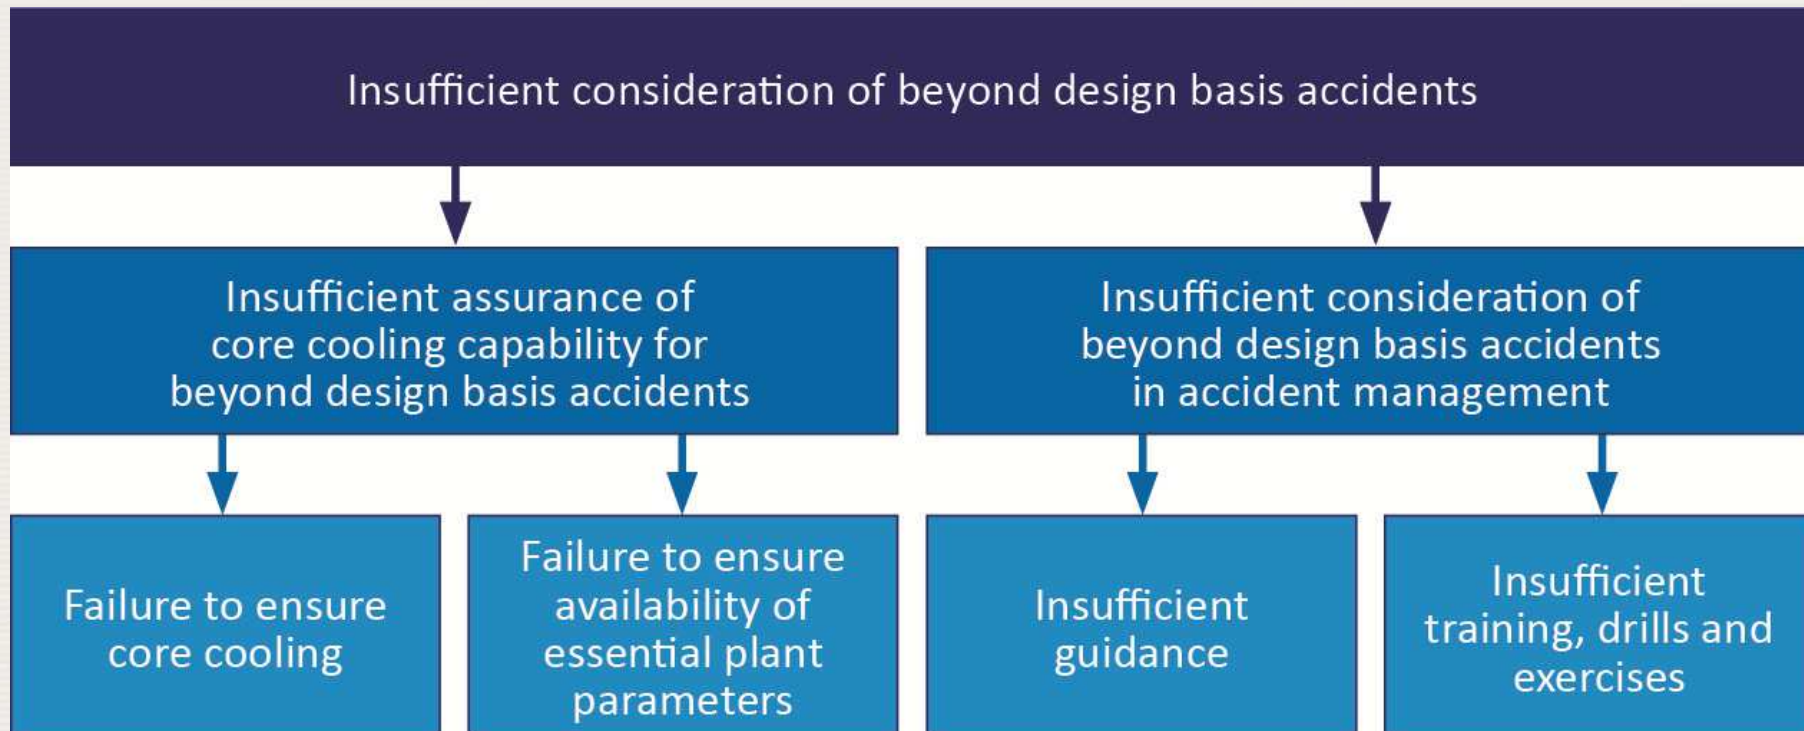 Insufficient consideration of beyond design basis accidents
Insufficient assurance of
core cooling capability for
beyond design basis accidents
Insufficient consideration of
beyond design basis accidents
in accident management
Failure to ensure
core cooling
Failure to ensure
availability of
essential plant
parameters
Insufficient
guidance
Insufficient
training, drills and
exercises